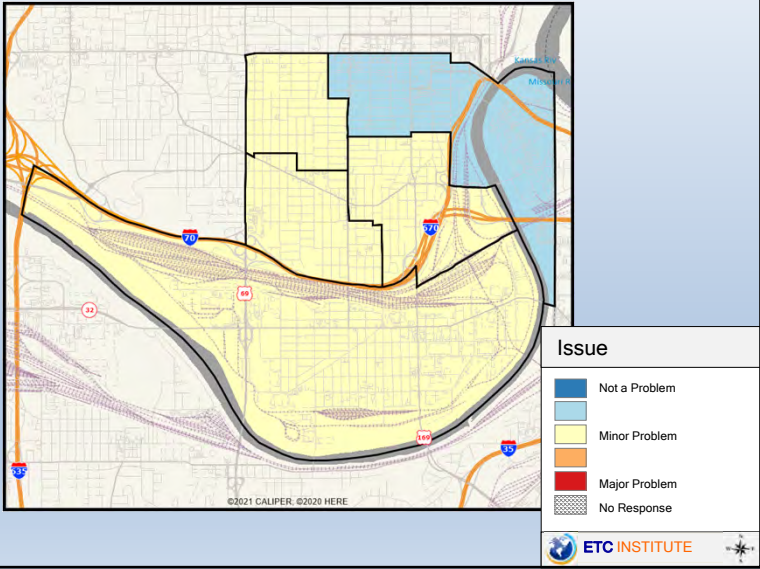 Kansas Riv
Missouri R
70
670
69
32
169
635
35
©2021 CALIPER; ©2020 HERE
Issue
Not a Problem
Minor Problem
Major Problem
No Response
ETC INSTITUTE